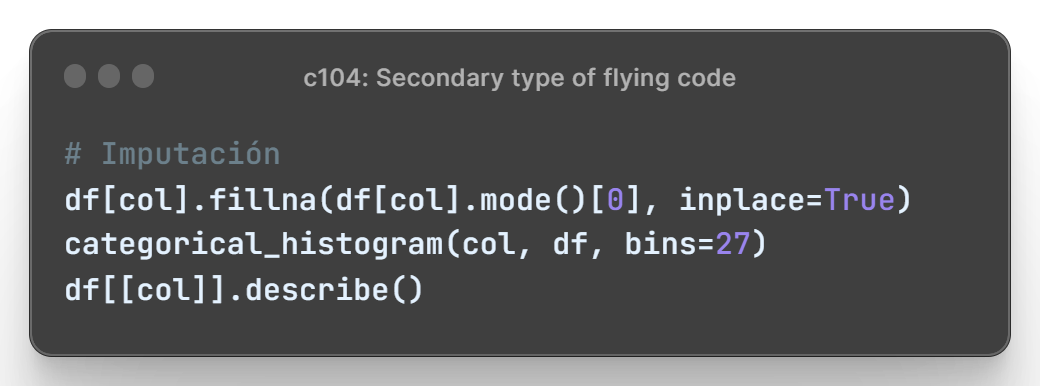 c104: Secondary type of flying code
# Imputación
df[col].fillna(df[col].mode()[0], inplace=True)
categorical_histogram(col, df, bins=27)
df[[col]].describe()